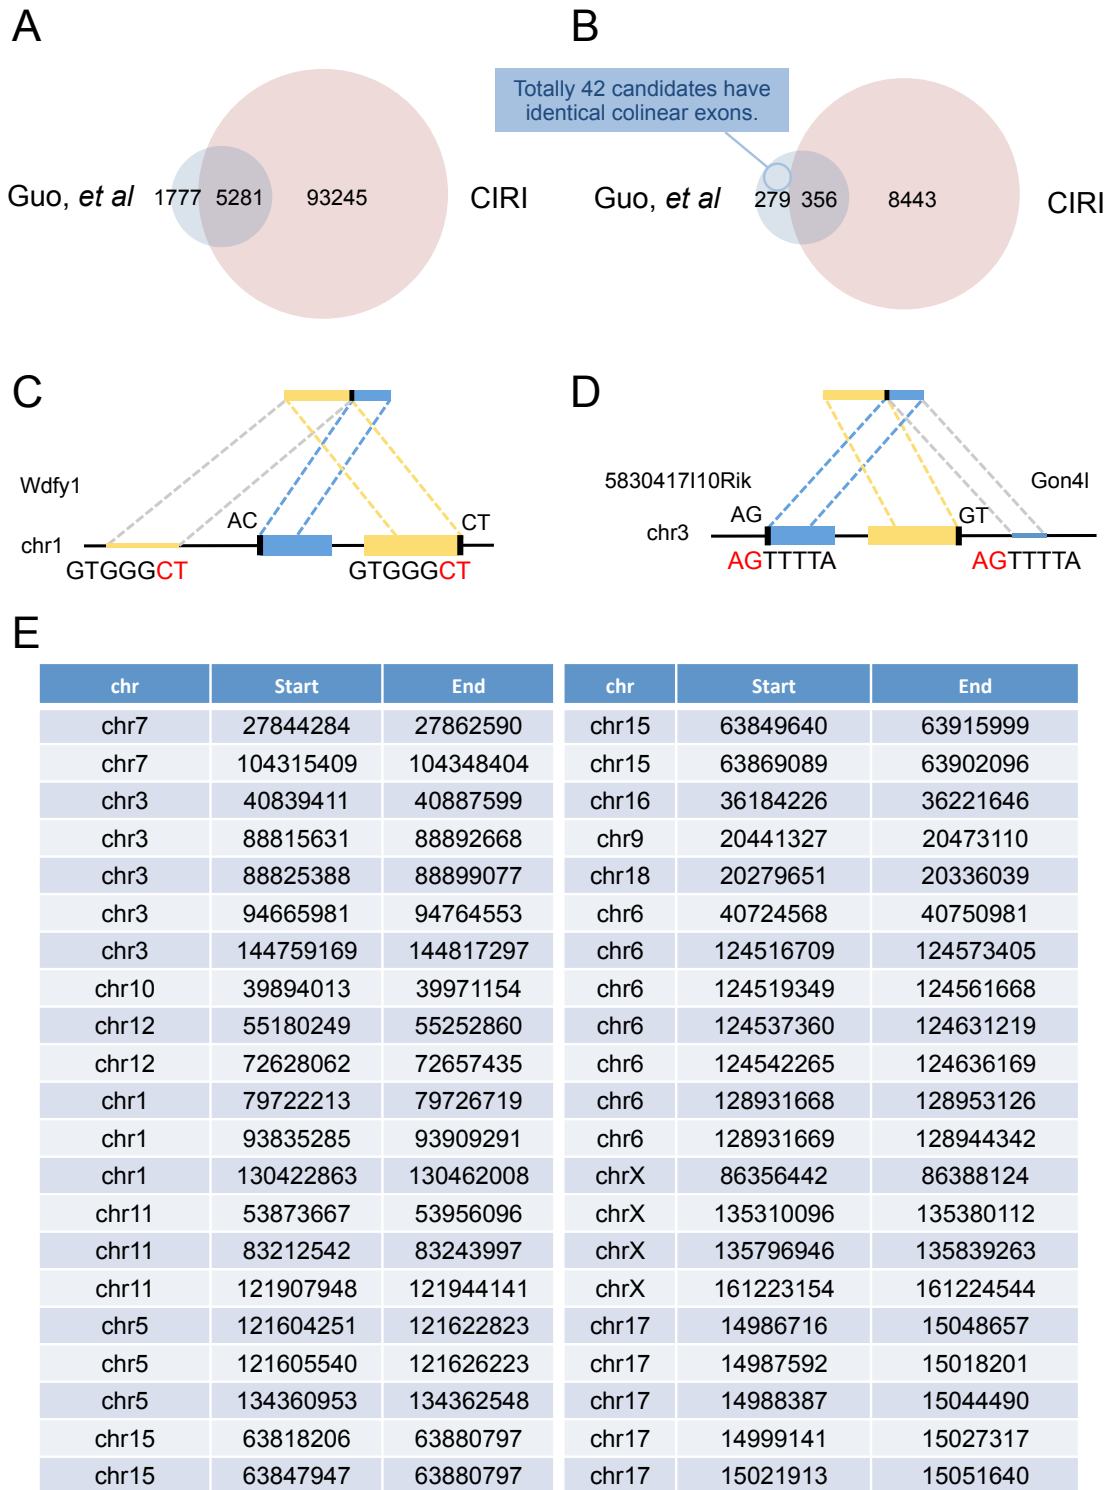 A
B
Totally 42 candidates have
identical colinear exons.
Guo, et al 1777 5281 93245 CIRI
Guo, et al 279 356 8443 CIRI
C
D
Wdfy1
5830417I10Rik
Gon4l
AC
CT
AG
GT
chr1
chr3
GTGGGCT
GTGGGCT
AGTTTTA
AGTTTTA
E
chr Start End chr Start End
chr7 27844284 27862590 chr15 63849640 63915999
chr7 104315409 104348404 chr15 63869089 63902096
chr3 40839411 40887599 chr16 36184226 36221646
chr3 88815631 88892668 chr9 20441327 20473110
chr3 88825388 88899077 chr18 20279651 20336039
chr3 94665981 94764553 chr6 40724568 40750981
chr3 144759169 144817297 chr6 124516709 124573405
chr10 39894013 39971154 chr6 124519349 124561668
chr12 55180249 55252860 chr6 124537360 124631219
chr12 72628062 72657435 chr6 124542265 124636169
chr1 79722213 79726719 chr6 128931668 128953126
chr1 93835285 93909291 chr6 128931669 128944342
chr1 130422863 130462008 chrX 86356442 86388124
chr11 53873667 53956096 chrX 135310096 135380112
chr11 83212542 83243997 chrX 135796946 135839263
chr11 121907948 121944141 chrX 161223154 161224544
chr5 121604251 121622823 chr17 14986716 15048657
chr5 121605540 121626223 chr17 14987592 15018201
chr5 134360953 134362548 chr17 14988387 15044490
chr15 63818206 63880797 chr17 14999141 15027317
chr15 63847947 63880797 chr17 15021913 15051640